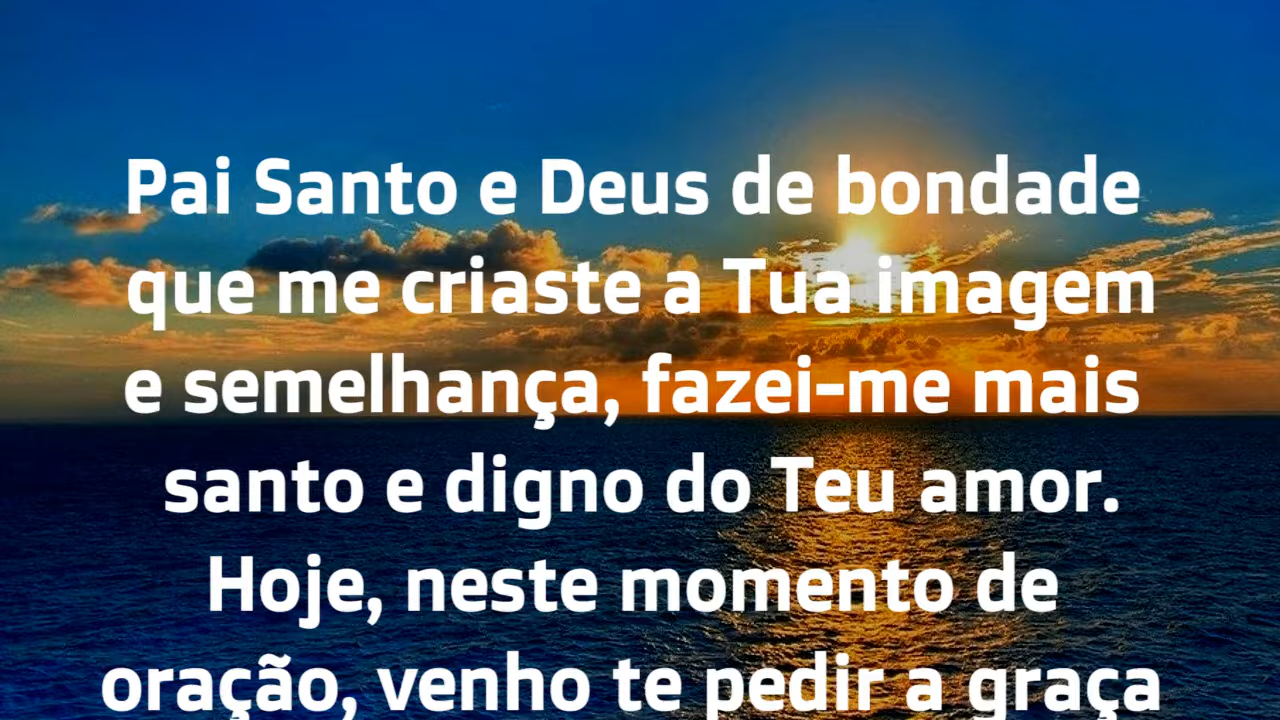 Pai Santo e Deus de bondade
que me criaste a Tua imagem
e semelhança, fazei-me mais
santo e digno do Teu amor.
Hoje, neste momento de
oração, venho te pedir a graça